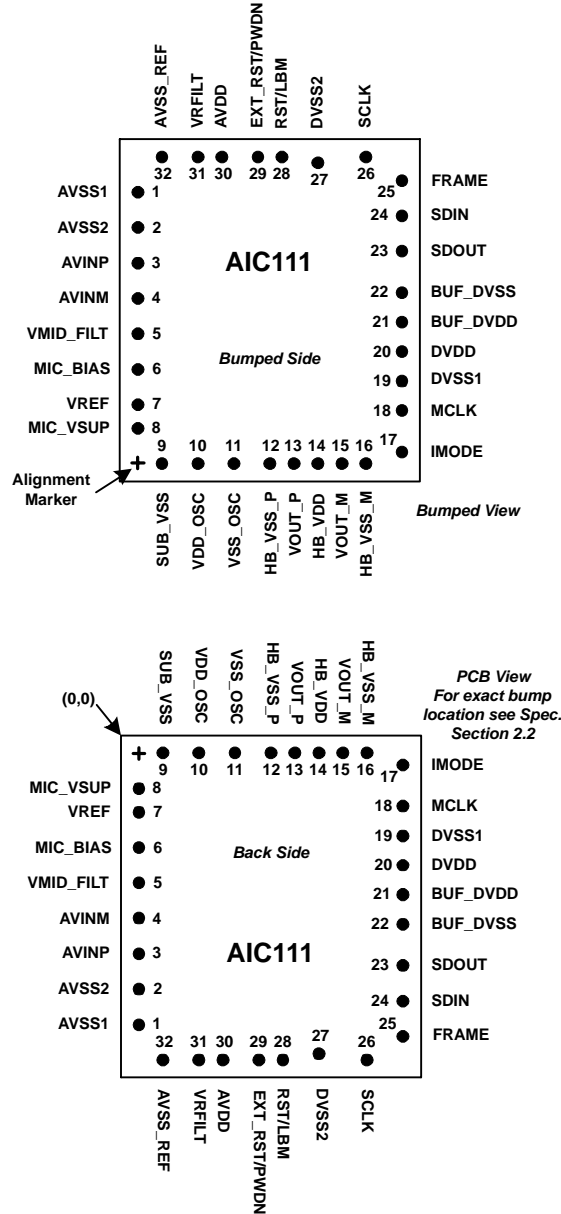 AVSS_REF
VRFILT
AVDD
EXT_RST/PWDN
RST/LBM
DVSS2
SCLK
32
31
30
29
28
27
26
AVSS1
1
25
FRAME
AVSS2
2
24
SDIN
AVINP
3
AIC111
23
SDOUT
AVINM
4
22
BUF_DVSS
VMID_FILT
5
21
BUF_DVDD
MIC_BIAS
6
Bumped Side
20
DVDD
19
DVSS1
VREF
7
18
MCLK
MIC_VSUP
8
17
IMODE
9
10
11
12
13
14
15
16
Alignment
Marker
SUB_VSS
VDD_OSC
VSS_OSC
HB_VSS_P
VOUT_P
HB_VDD
VOUT_M
HB_VSS_M
Bumped View
SUB_VSS
VDD_OSC
VSS_OSC
HB_VSS_P
VOUT_P
HB_VDD
VOUT_M
HB_VSS_M
PCB View
For exact bump
location see Spec.
Section 2.2
(0,0)
9
10
11
12
13
14
15
16
17
IMODE
MIC_VSUP
8
18
MCLK
VREF
7
19
DVSS1
MIC_BIAS
6
Back Side
20
DVDD
VMID_FILT
5
21
BUF_DVDD
AVINM
4
22
BUF_DVSS
AVINP
3
AIC111
23
SDOUT
AVSS2
2
24
SDIN
AVSS1
1
25
FRAME
32
31
30
29
28
27
26
AVSS_REF
VRFILT
AVDD
EXT_RST/PWDN
RST/LBM
DVSS2
SCLK